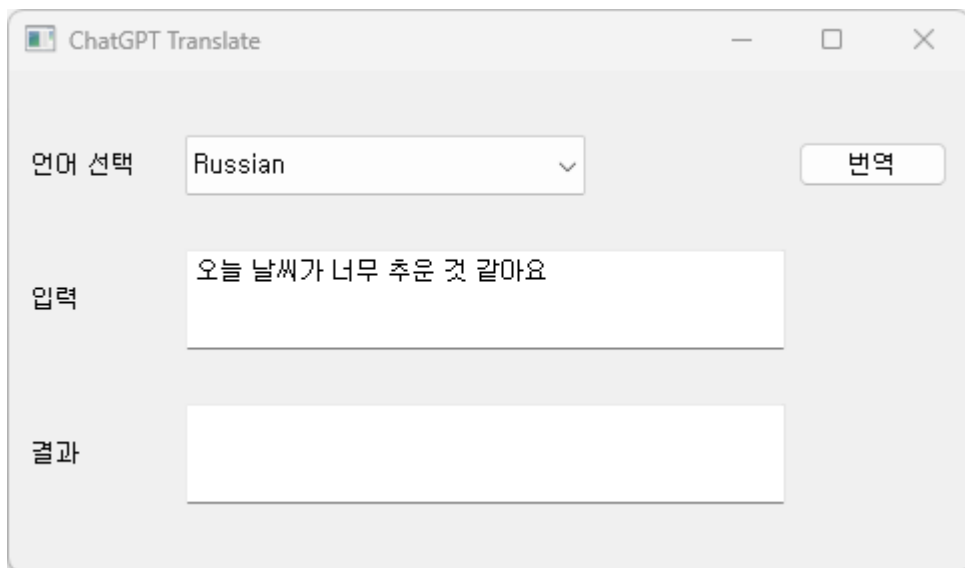 ChatGPT Translate
언어 선택 Russian 번역
입력 오늘 날씨가 너무 추운 것 같아요
결과